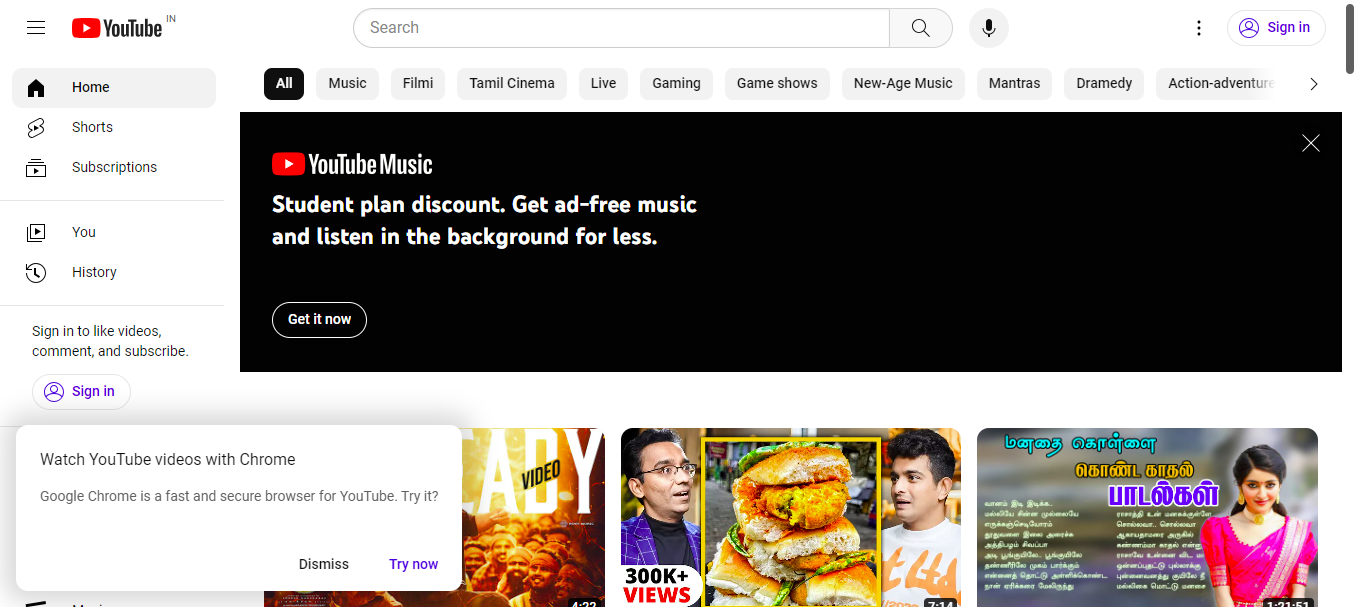 YouTube IN
Search
Sign in
Home
Shorts
Subscriptions
You
History
Sign in to like videos,
comment, and subscribe.
Sign in
All Music Filmi Tamil Cinema Live Gaming Game shows New-Age Music Mantras Dramedy Action-adventure
YouTube Music
Student plan discount. Get ad-free music
and listen in the background for less.
Get it now
Watch YouTube videos with Chrome
Google Chrome is a fast and secure browser for YouTube. Try it?
Dismiss Try now
VIDEO
4:22
300K+
VIEWS
7:14
மனதை கொள்ளை
கொண்ட காதல்
பாடல்கள்
1:21:51